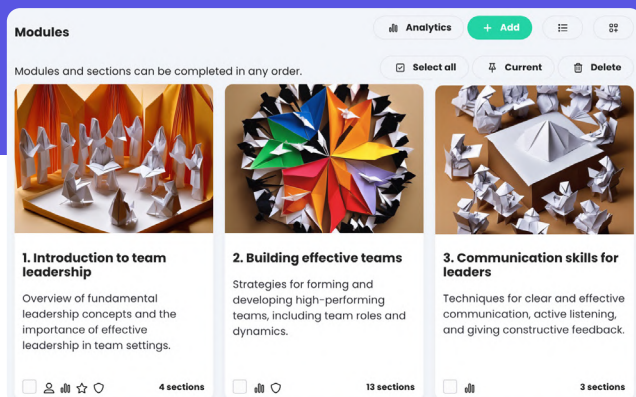 Modules
Analytics
Add
Modules and sections can be completed in any order.
Select all
Current
Delete
1. Introduction to team
leadership
Overview of fundamental
leadership concepts and the
importance of effective
leadership in team settings.
4 sections
2. Building effective teams
Strategies for forming and
developing high-performing
teams, including team roles and
dynamics.
13 sections
3. Communication skills for
leaders
Techniques for clear and effective
communication, active listening,
and giving constructive feedback.
3 sections